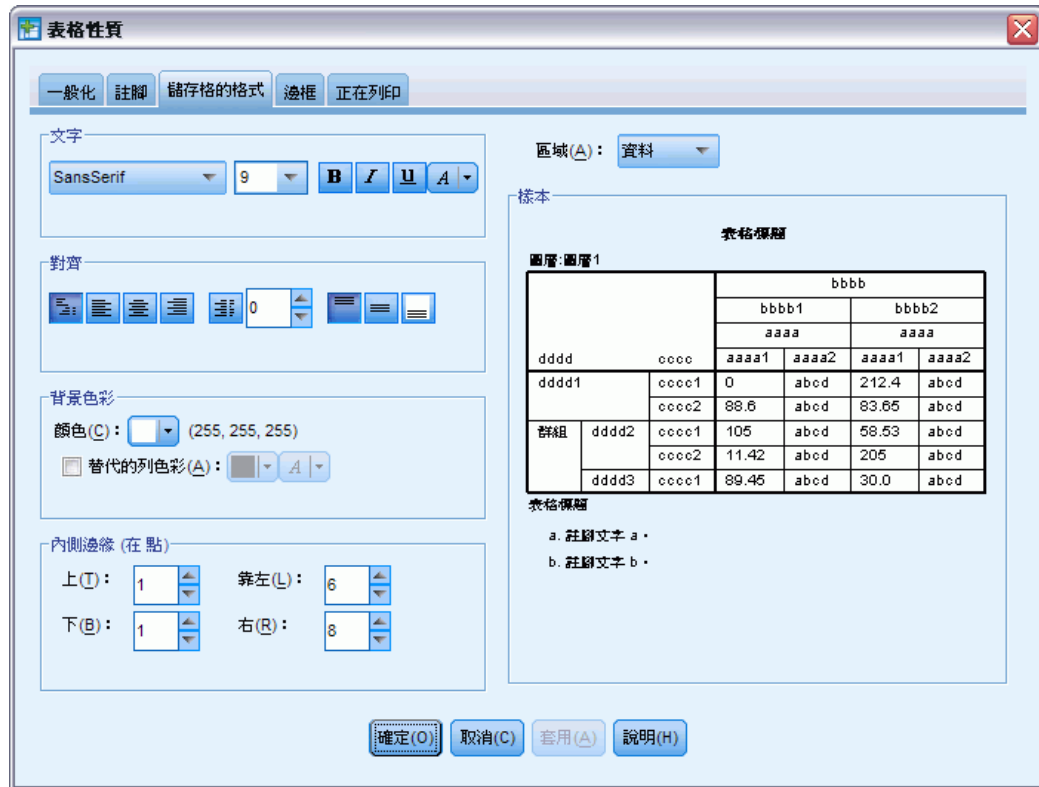 表格性質
一般化 註腳 儲存格的格式 邊框 正在列印
文字
SansSerif 9 B I U A
對齊
0
背景色彩
顏色(C)： (255, 255, 255)
替代的列色彩(A)： A
內側邊緣 (在 點)
上(T)： 1 靠左(L)： 6
下(B)： 1 右(R)： 8
區域(A)： 資料
樣本
表格標題
圖層:圖層1
bbbb
bbbb1 bbbb2
aaaa aaaa
dddd cccc aaaa1 aaaa2 aaaa1 aaaa2
dddd1 cccc1 0 abcd 212.4 abcd
cccc2 88.6 abcd 83.65 abcd
群組 dddd2 cccc1 105 abcd 58.53 abcd
cccc2 11.42 abcd 205 abcd
dddd3 cccc1 89.45 abcd 30.0 abcd
表格標題
a. 註腳文字 a。
b. 註腳文字 b。
確定(O) 取消(C) 套用(A) 說明(H)